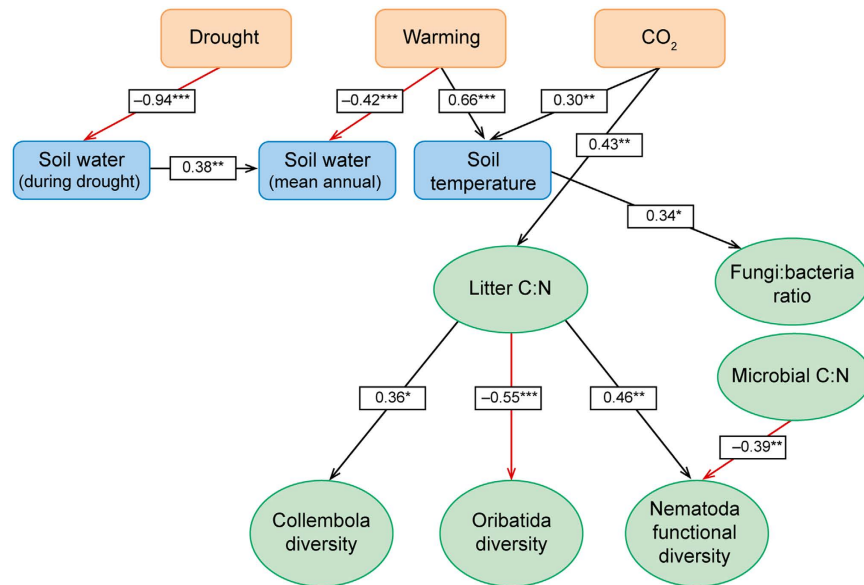 Drought
Warming
CO₂
–0.94***
–0.42***
0.66***
0.30**
0.43**
Soil water
(during drought)
0.38**
Soil water
(mean annual)
Soil
temperature
0.34*
Litter C:N
Fungi:bacteria
ratio
Microbial C:N
0.36*
–0.55***
0.46**
–0.39**
Collembola
diversity
Oribatida
diversity
Nematoda
functional
diversity